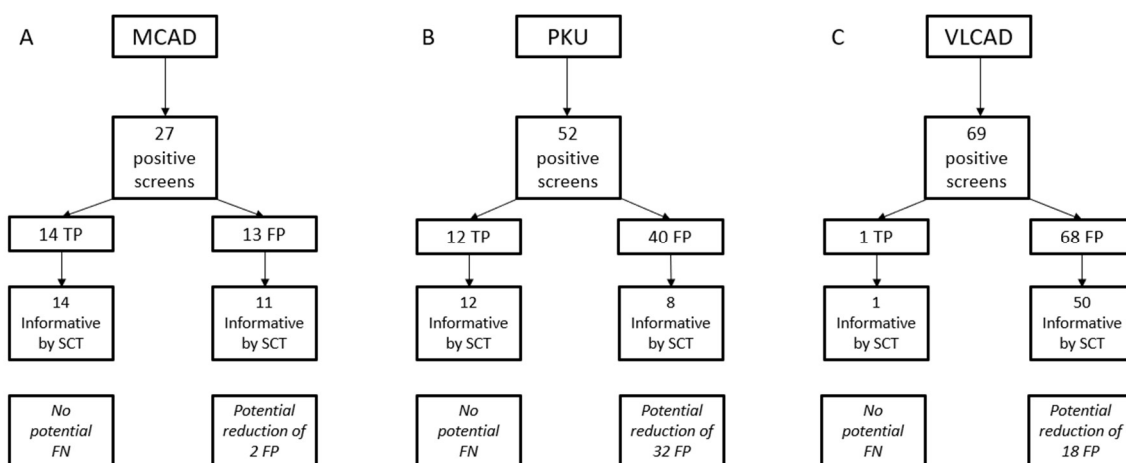 A
MCAD
27
positive
screens
14 TP
13 FP
14
Informative
by SCT
11
Informative
by SCT
No
potential
FN
Potential
reduction of
2 FP
B
PKU
52
positive
screens
12 TP
40 FP
12
Informative
by SCT
8
Informative
by SCT
No
potential
FN
Potential
reduction of
32 FP
C
VLCAD
69
positive
screens
1 TP
68 FP
1
Informative
by SCT
50
Informative
by SCT
No
potential
FN
Potential
reduction of
18 FP